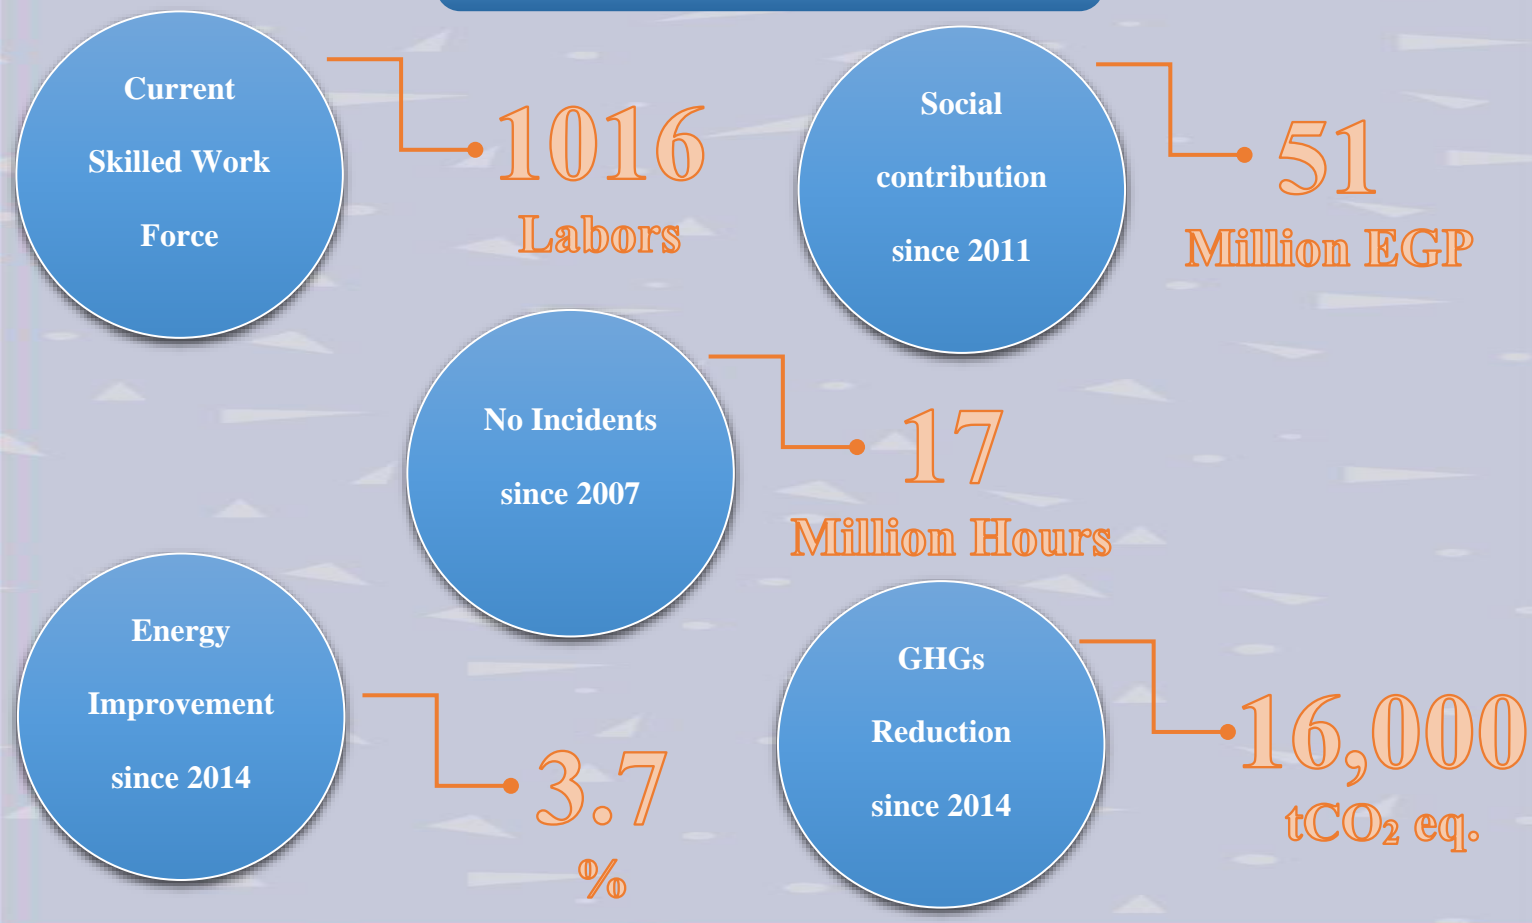 Current
Skilled Work
Force
1016
Labors
Social
contribution
since 2011
51
Million EGP
No Incidents
since 2007
17
Million Hours
Energy
Improvement
since 2014
3.7
%
GHGs
Reduction
since 2014
16,000
tCO₂ eq.